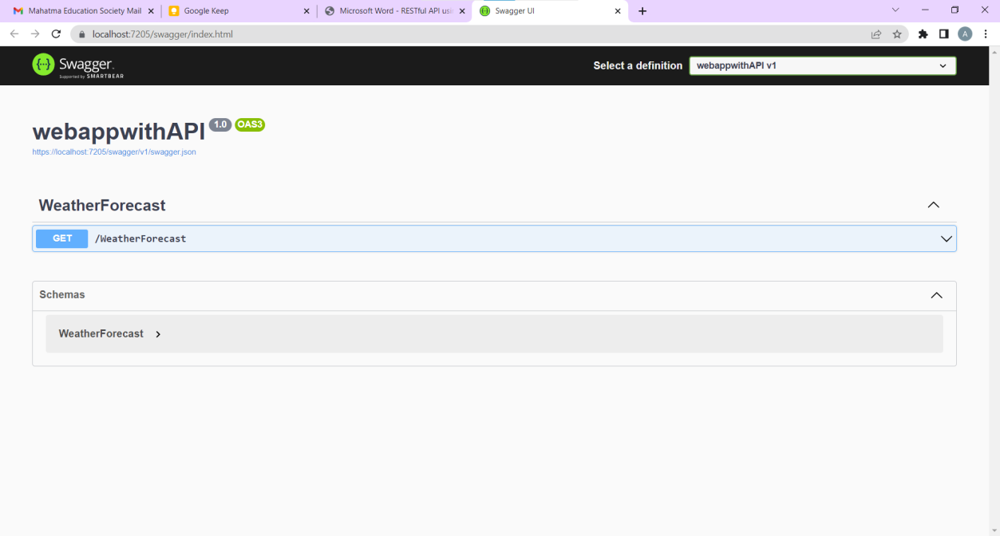 Mahatma Education Society Mail
Google Keep
Microsoft Word - RESTful API usi
Swagger UI
localhost:7205/swagger/index.html
A
Swagger.
Supported by SMARTBEAR
Select a definition
webappwithAPI v1
webappwithAPI 1.0 OAS3
https://localhost:7205/swagger/v1/swagger.json
WeatherForecast
GET /WeatherForecast
Schemas
WeatherForecast